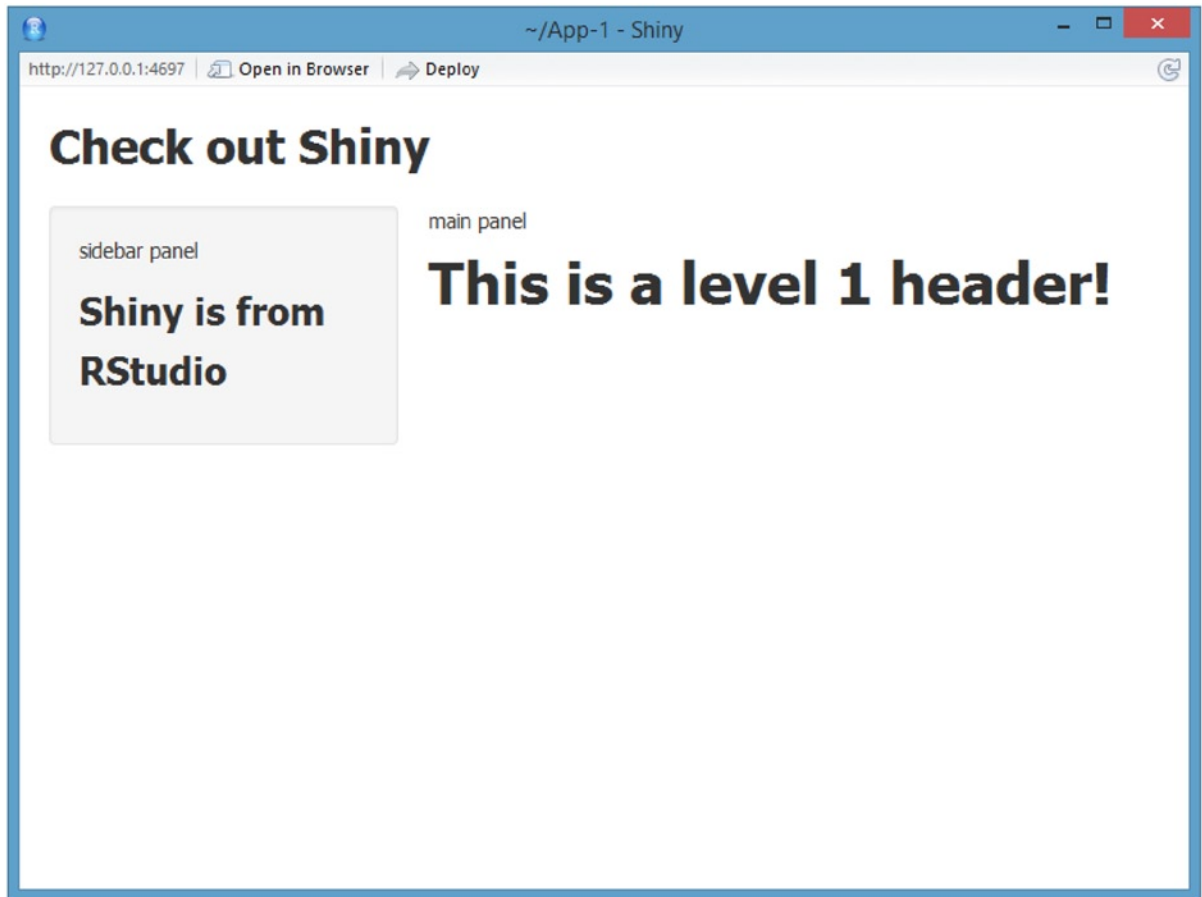 ~/App-1 - Shiny
http://127.0.0.1:4697 Open in Browser Deploy
Check out Shiny
sidebar panel
Shiny is from
RStudio
main panel
This is a level 1 header!